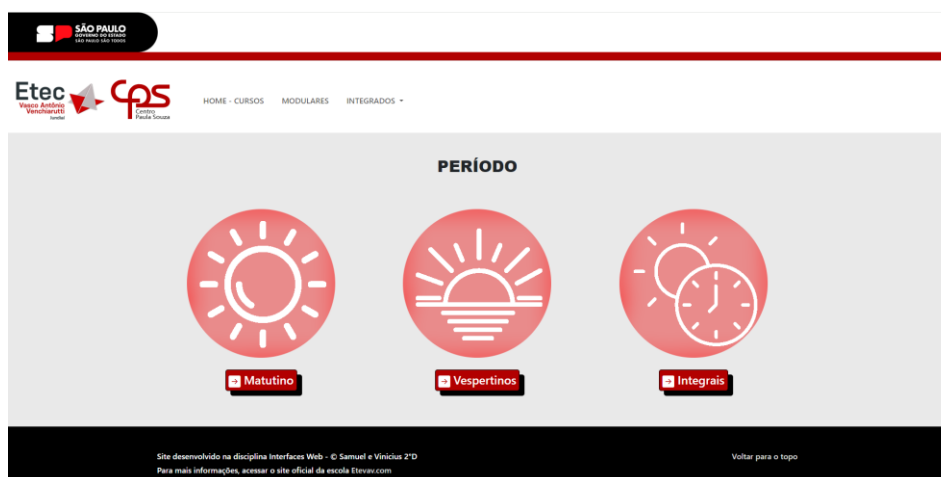 SÃO PAULO
GOVERNO DO ESTADO
SÃO PAULO SÃO TODOS
Etec
Vasco Antônio
Venchiarutti
Jundiaí
CPS
Centro
Paula Souza
HOME - CURSOS MODULARES INTEGRADOS
PERÍODO
Matutino Vespertinos Integrais
Site desenvolvido na disciplina Interfaces Web - © Samuel e Vinicius 2°D
Voltar para o topo
Para mais informações, acessar o site oficial da escola Etevav.com